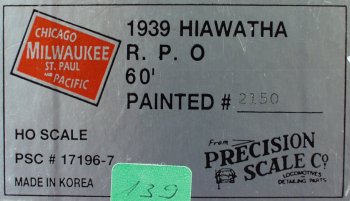 CHICAGO
MILWAUKEE
ST. PAUL
AND PACIFIC
1939 HIAWATHA
R. P. O
60'
PAINTED # 2150
HO SCALE
PSC # 17196-7
MADE IN KOREA
From
PRECISION
SCALE CO.
LOCOMOTIVES
DETAILING PARTS
139